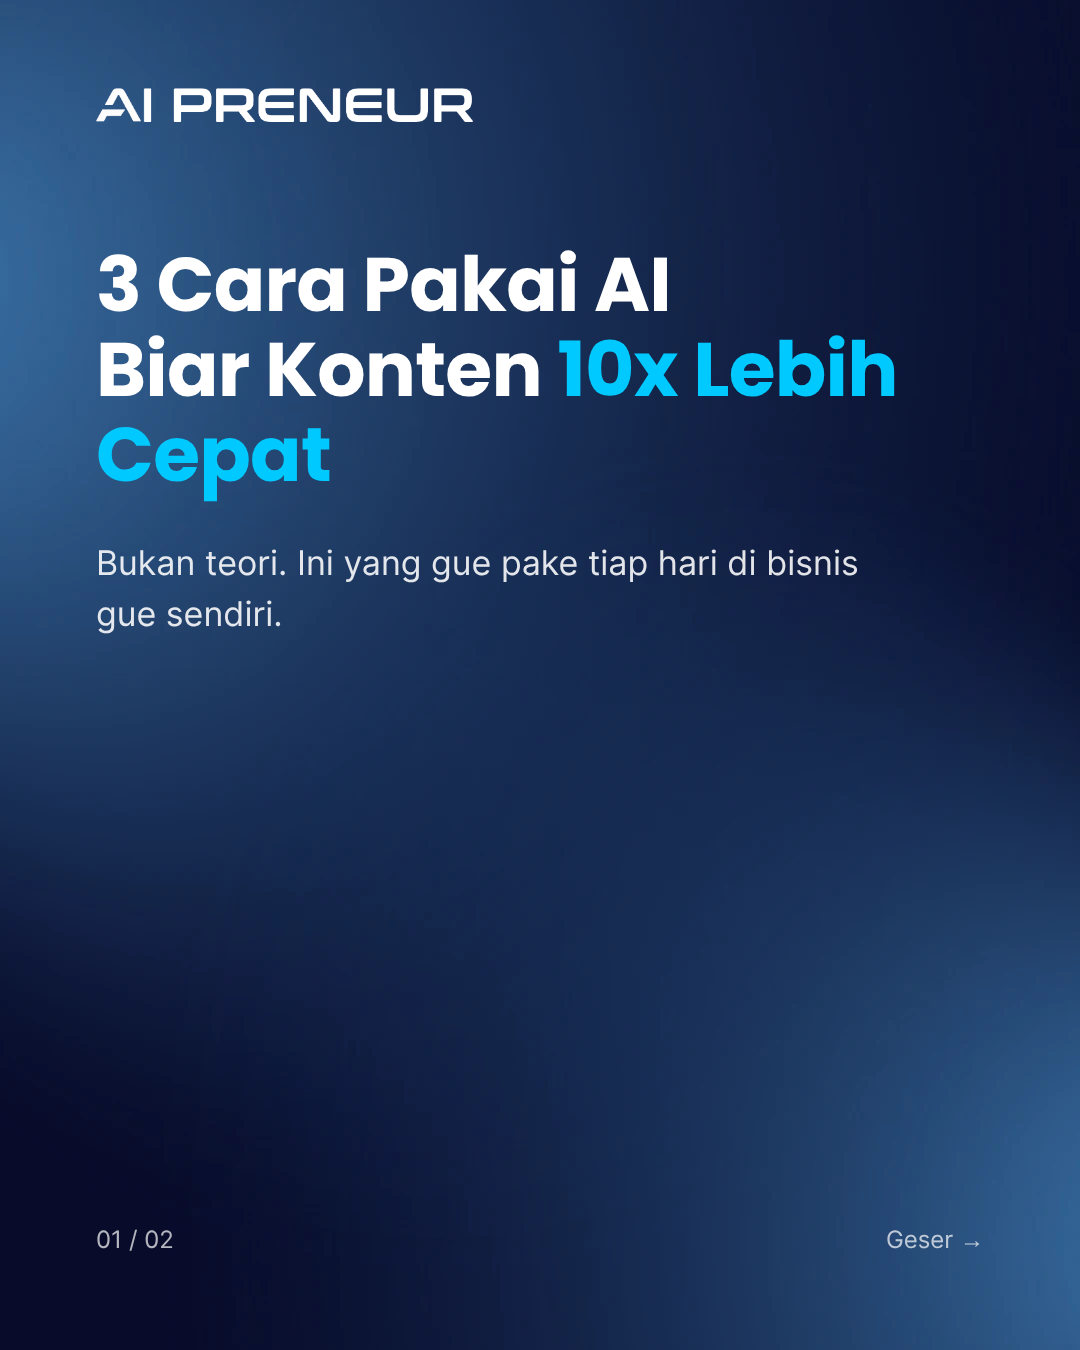 AI PRENEUR
3 Cara Pakai AI
Biar Konten 10x Lebih
Cepat
Bukan teori. Ini yang gue pake tiap hari di bisnis
gue sendiri.
01 / 02
Geser →